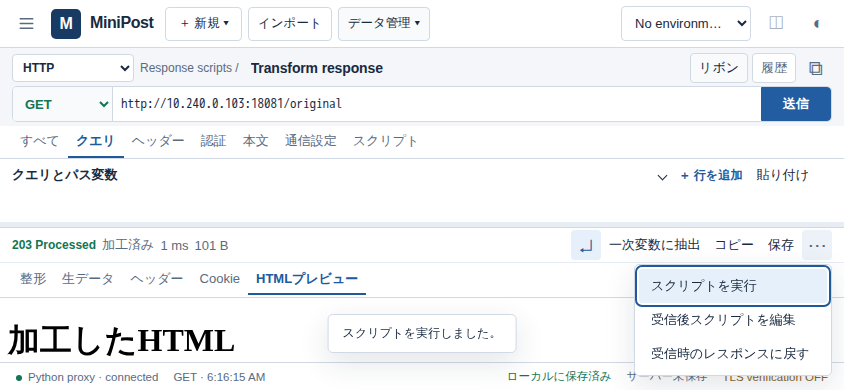 M MiniPost ＋ 新規 ▾ インポート データ管理 ▾ No environm…
HTTP Response scripts / Transform response リボン 履歴
GET http://10.240.0.103:18081/original 送信
すべて クエリ ヘッダー 認証 本文 通信設定 スクリプト
クエリとパス変数 + 行を追加 貼り付け
203 Processed 加工済み 1 ms 101 B 一次変数に抽出 コピー 保存 ···
整形 生データ ヘッダー Cookie HTMLプレビュー
スクリプトを実行
受信後スクリプトを編集
受信時のレスポンスに戻す
加工したHTML
スクリプトを実行しました。
Python proxy · connected GET · 6:16:15 AM ローカルに保存済み サーバー未保存 TLS verification OFF